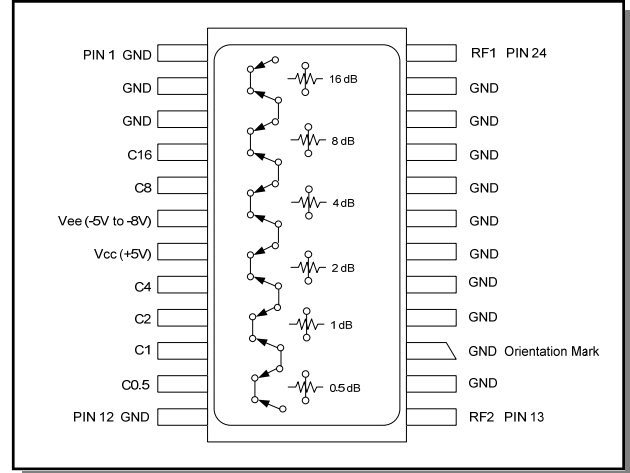 PIN 1 GND
GND
GND
C16
C8
Vee (-5V to -8V)
Vcc (+5V)
C4
C2
C1
C0.5
PIN 12 GND
16 dB
8 dB
4 dB
2 dB
1 dB
0.5 dB
RF1 PIN 24
GND
GND
GND
GND
GND
GND
GND
GND
GND Orientation Mark
GND
RF2 PIN 13